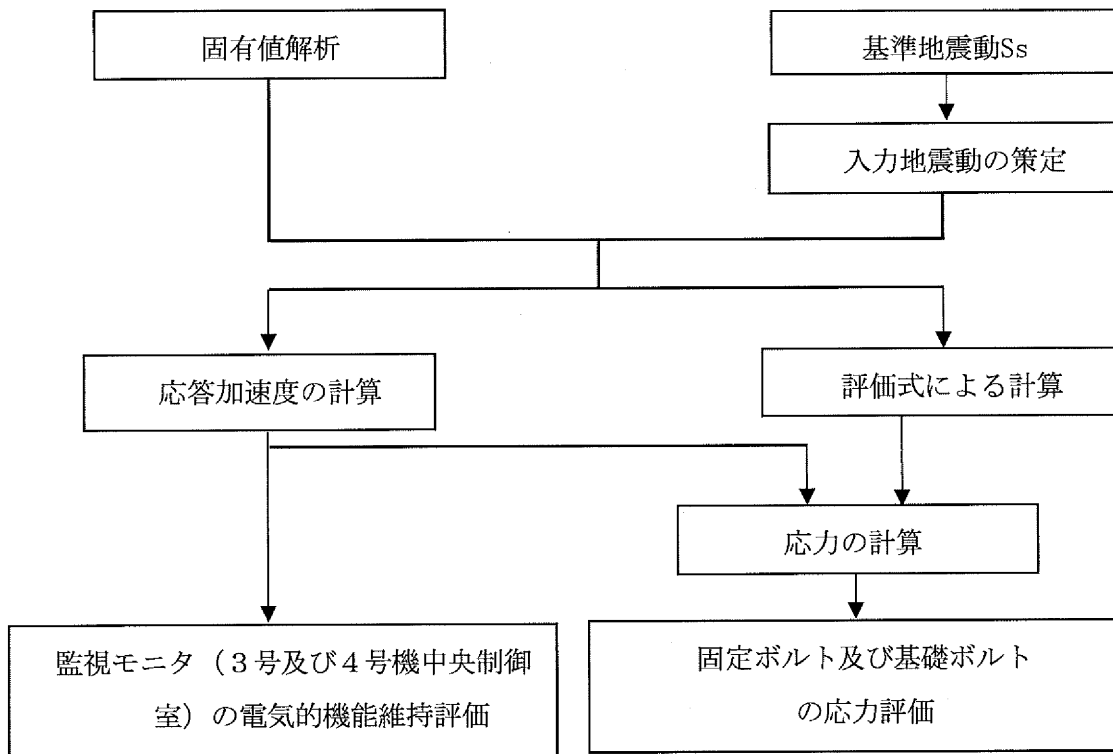 固有値解析
基準地震動Ss
入力地震動の策定
応答加速度の計算
評価式による計算
応力の計算
監視モニタ（３号及び４号機中央制御
室）の電気的機能維持評価
固定ボルト及び基礎ボルト
の応力評価